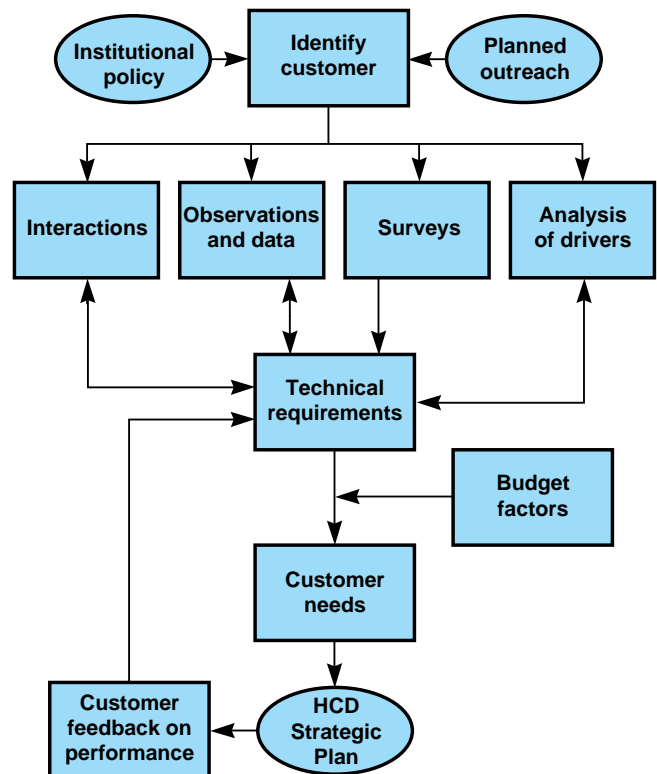 Institutional
policy
Identify
customer
Planned
outreach
Interactions
Observations
and data
Surveys
Analysis
of drivers
Technical
requirements
Budget
factors
Customer
needs
Customer
feedback on
performance
HCD
Strategic
Plan